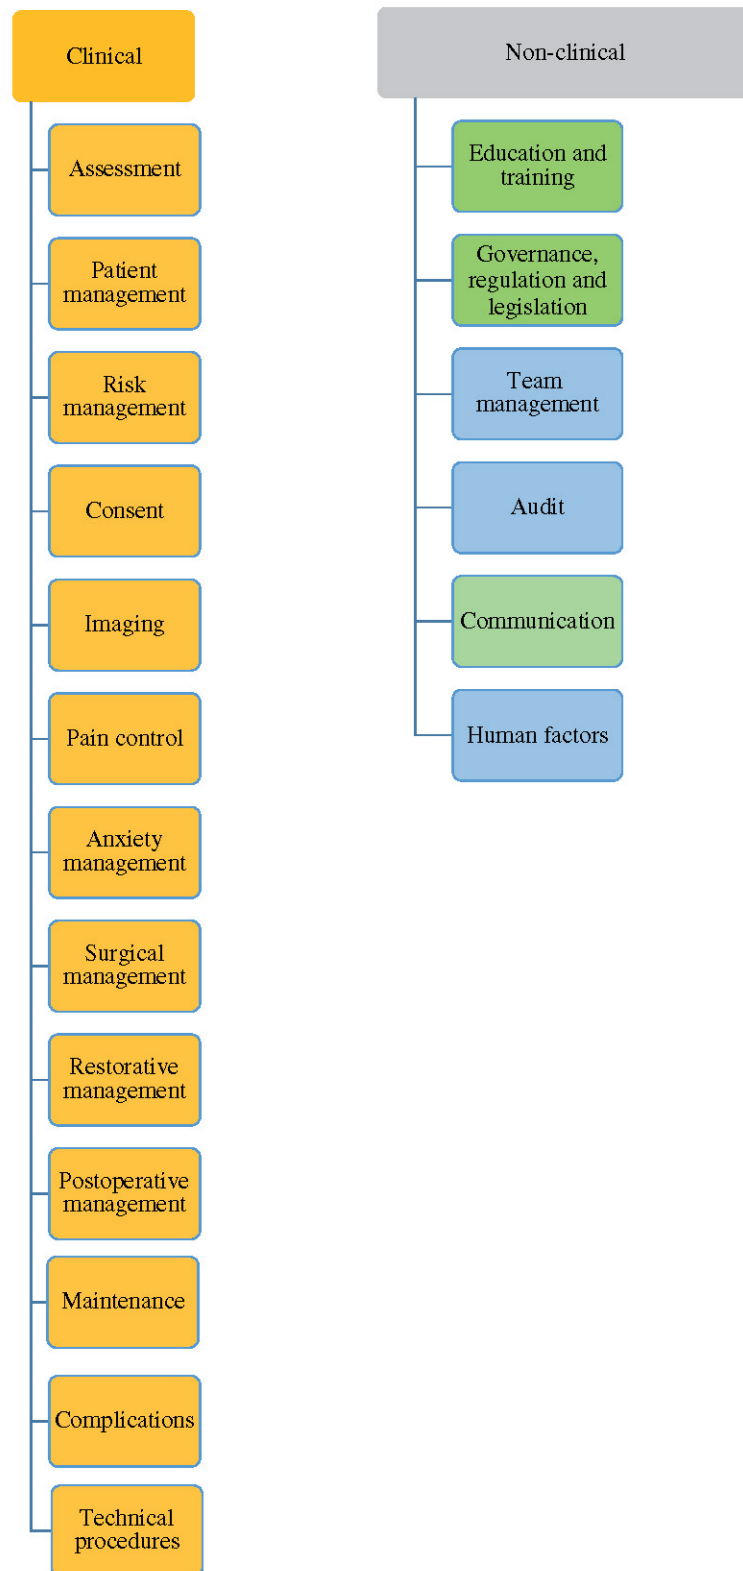 Clinical
Assessment
Patient
management
Risk
management
Consent
Imaging
Pain control
Anxiety
management
Surgical
management
Restorative
management
Postoperative
management
Maintenance
Complications
Technical
procedures
Non-clinical
Education and
training
Governance,
regulation and
legislation
Team
management
Audit
Communication
Human factors